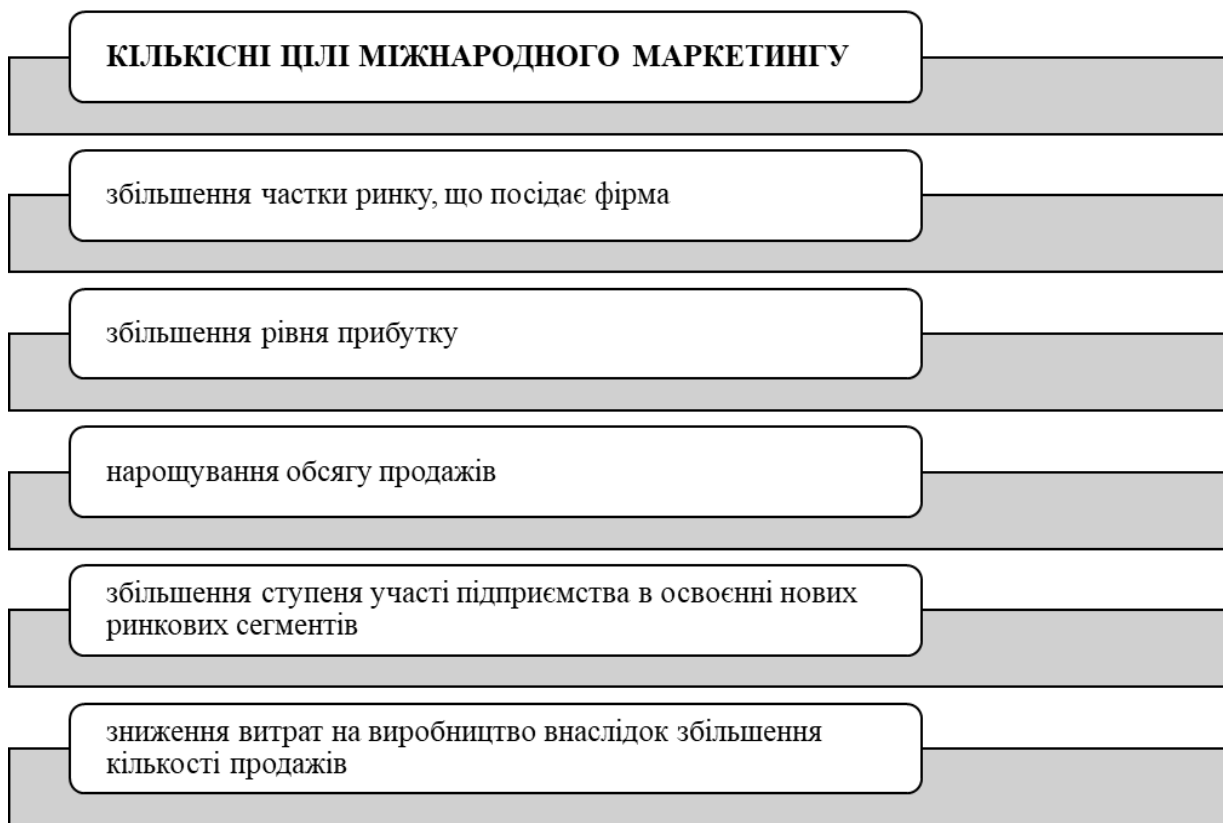 КІЛЬКІСНІ ЦІЛІ МІЖНАРОДНОГО МАРКЕТИНГУ
збільшення частки ринку, що посідає фірма
збільшення рівня прибутку
нарощування обсягу продажів
збільшення ступеня участі підприємства в освоєнні нових
ринкових сегментів
зниження витрат на виробництво внаслідок збільшення
кількості продажів